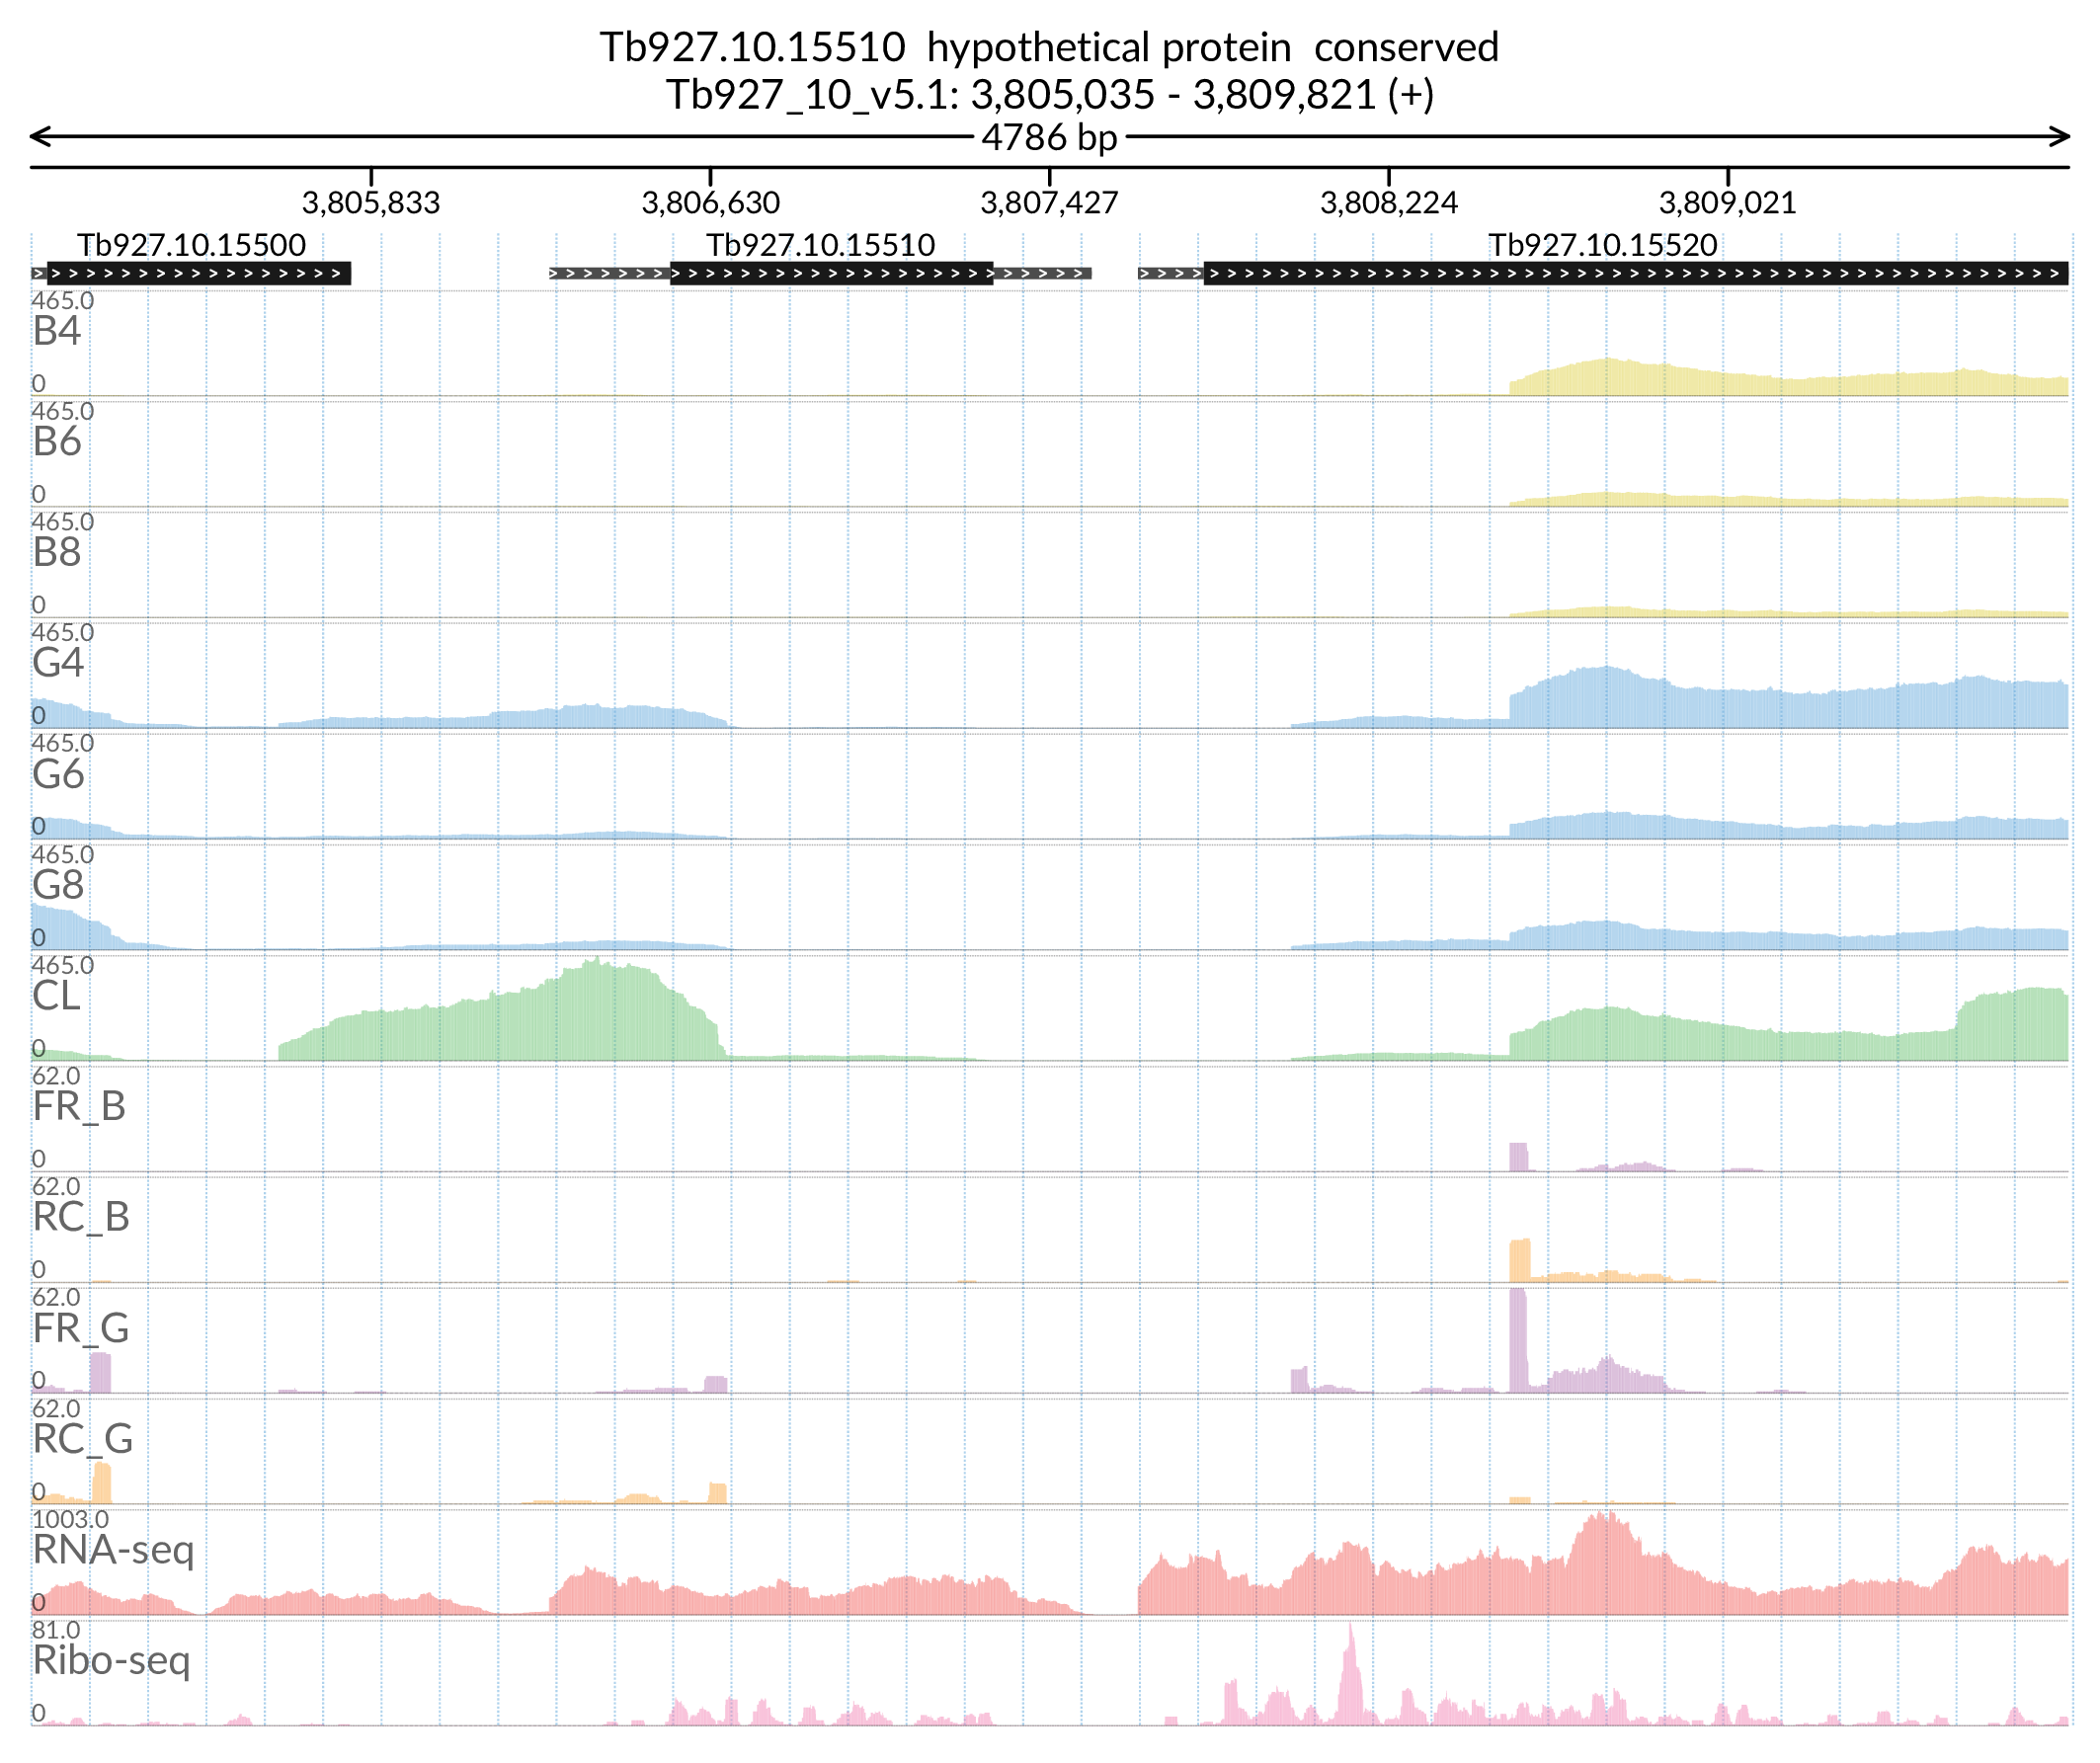 Tb927.10.15510  hypothetical protein  conserved
Tb927_10_v5.1: 3,805,035 - 3,809,821 (+)
4786 bp
3,805,833 3,806,630 3,807,427 3,808,224 3,809,021
Tb927.10.15500 Tb927.10.15510 Tb927.10.15520
465.0
B4
0
465.0
B6
0
465.0
B8
0
465.0
G4
0
465.0
G6
0
465.0
G8
0
465.0
CL
0
62.0
FR_B
0
62.0
RC_B
0
62.0
FR_G
0
62.0
RC_G
0
1003.0
RNA-seq
0
81.0
Ribo-seq
0